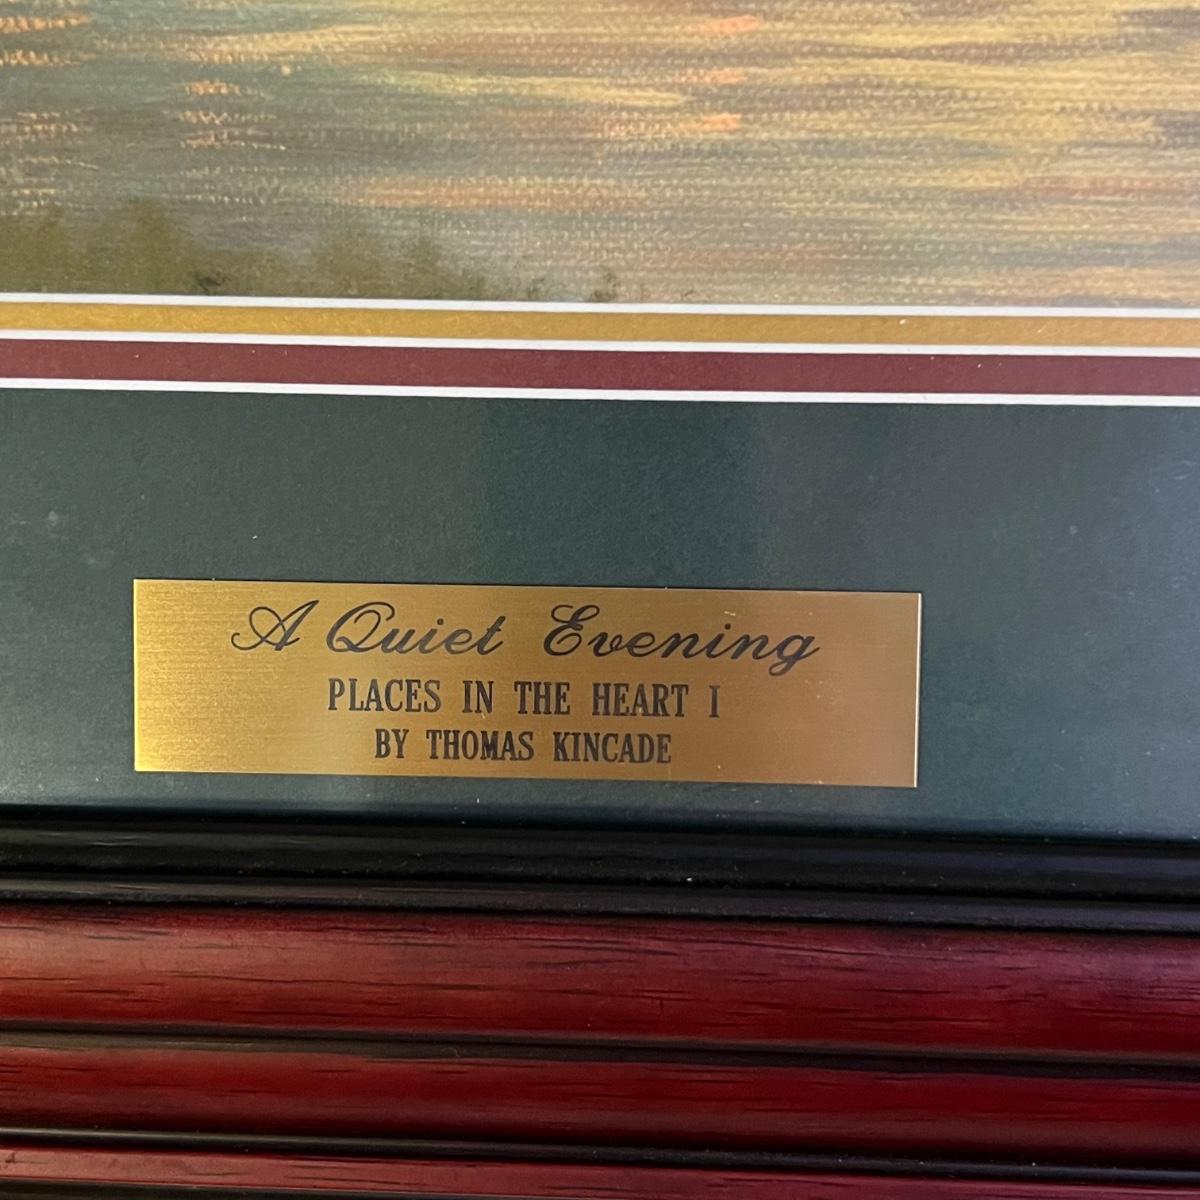 A Quiet Evening
PLACES IN THE HEART I
BY THOMAS KINCADE